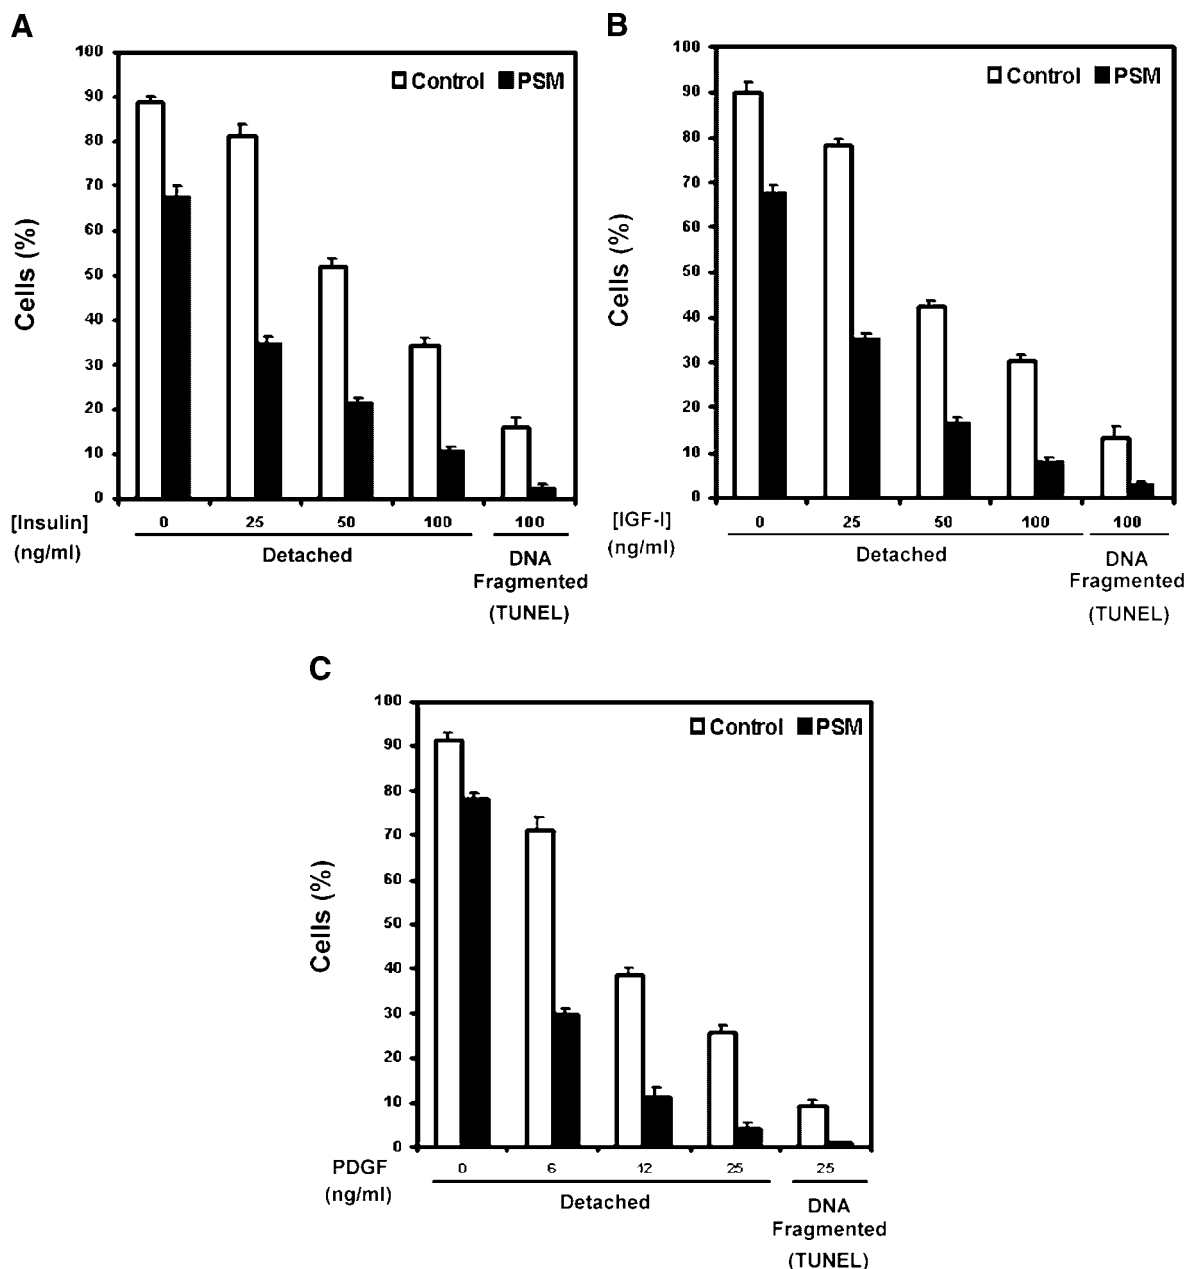 A
100
90
80
70
60
50
40
30
20
10
0
Cells (%)
Control PSM
[Insulin] 0 25 50 100 100
(ng/ml)
Detached
DNA
Fragmented
(TUNEL)
B
100
90
80
70
60
50
40
30
20
10
0
Cells (%)
Control PSM
[IGF-I] 0 25 50 100 100
(ng/ml)
Detached
DNA
Fragmented
(TUNEL)
C
100
90
80
70
60
50
40
30
20
10
0
Cells (%)
Control PSM
PDGF 0 6 12 25 25
(ng/ml)
Detached
DNA
Fragmented
(TUNEL)